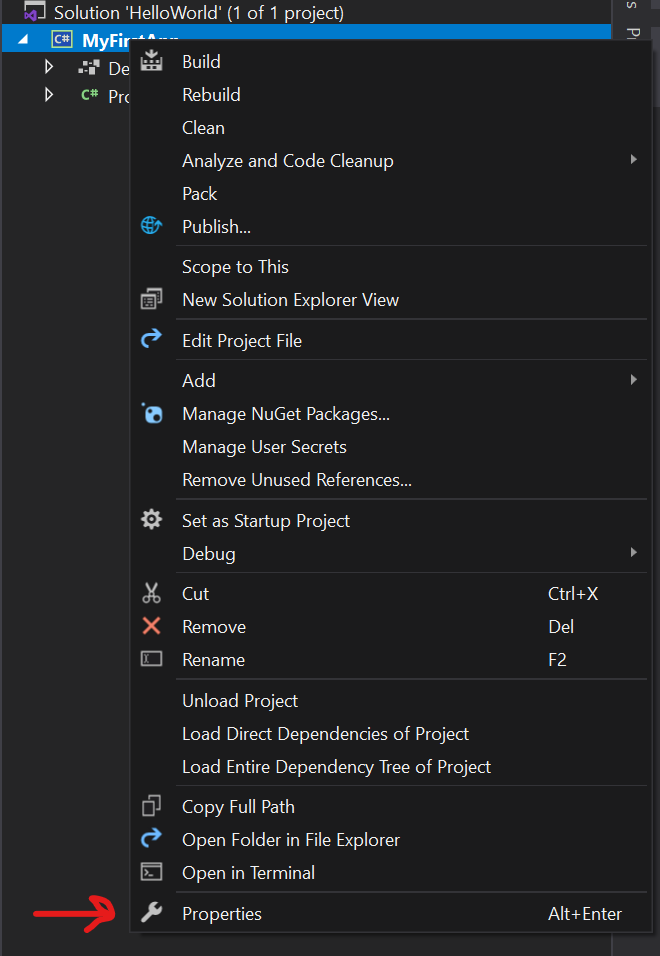 Solution 'HelloWorld' (1 of 1 project)
C# MyFirstApp
De
C# Pro
Build
Rebuild
Clean
Analyze and Code Cleanup
Pack
Publish...
Scope to This
New Solution Explorer View
Edit Project File
Add
Manage NuGet Packages...
Manage User Secrets
Remove Unused References...
Set as Startup Project
Debug
Cut Ctrl+X
Remove Del
Rename F2
Unload Project
Load Direct Dependencies of Project
Load Entire Dependency Tree of Project
Copy Full Path
Open Folder in File Explorer
Open in Terminal
Properties Alt+Enter